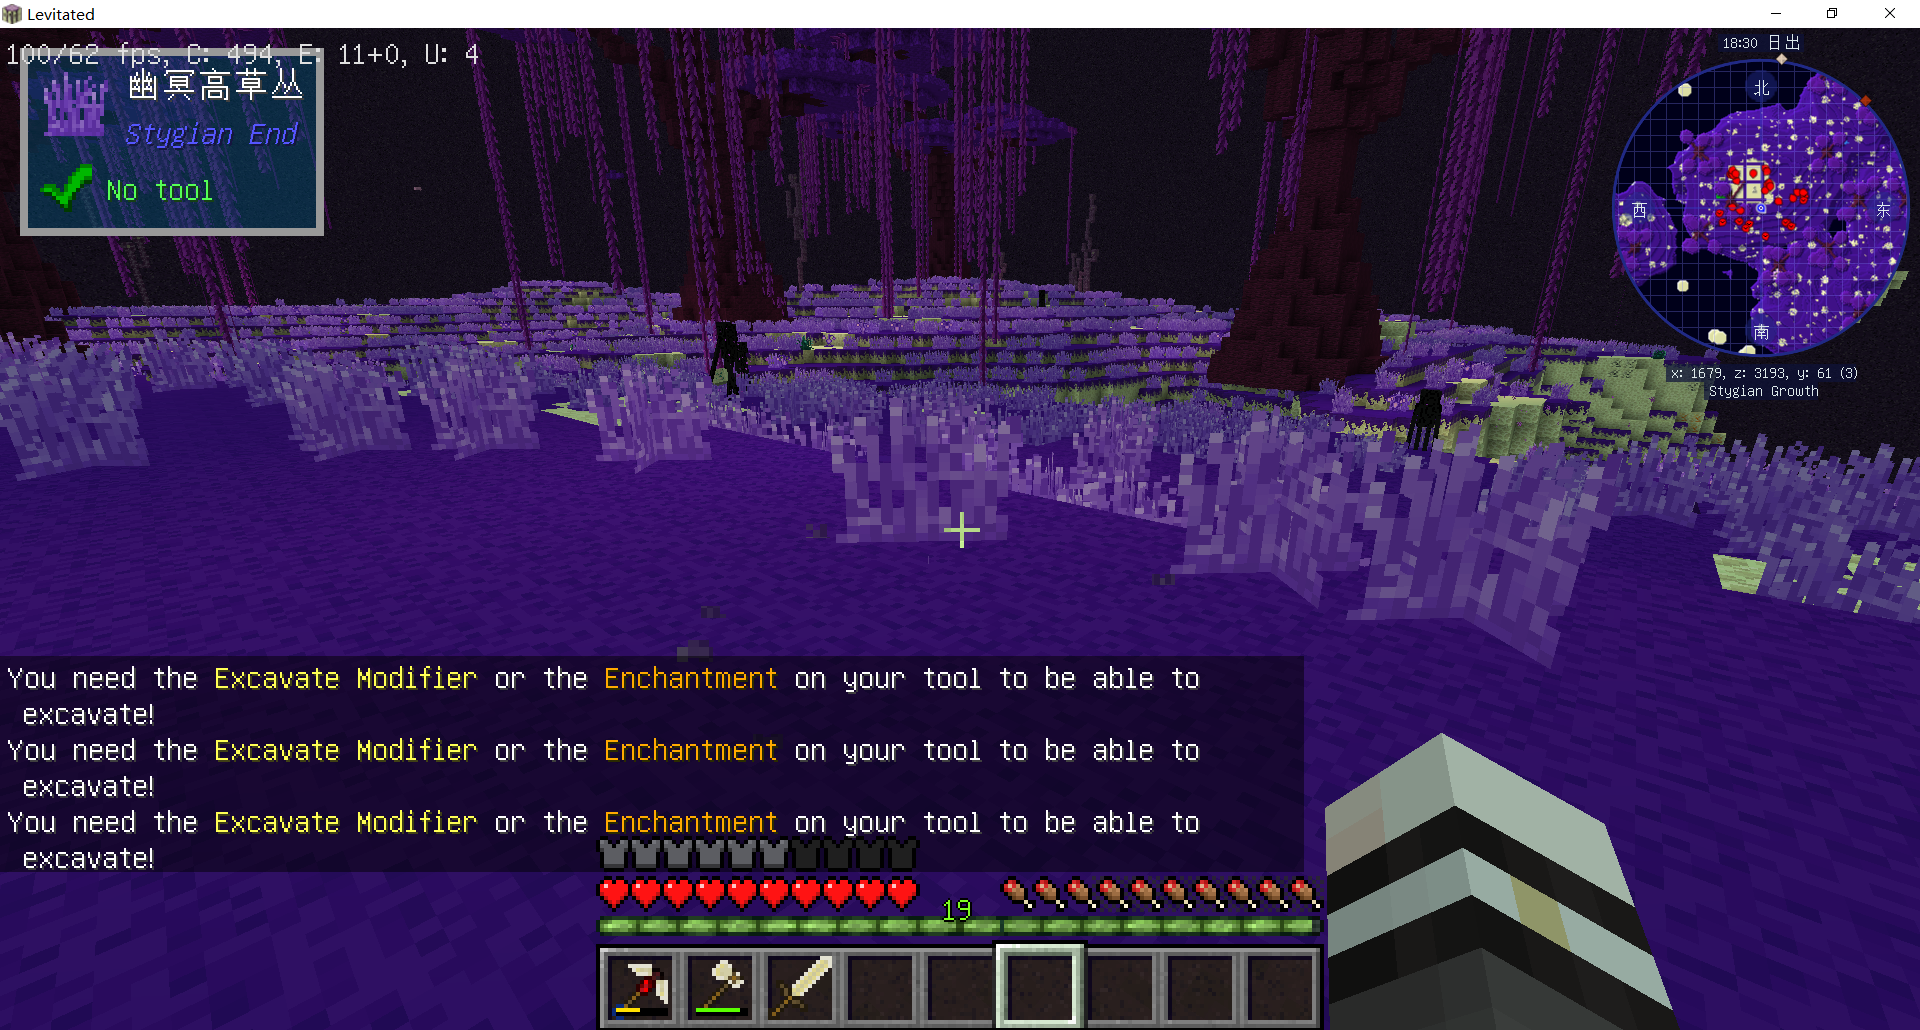 Levitated
100/62 fps, C: 494, E: 11+0, U: 4
幽冥高草丛
Stygian End
No tool
18:30 日出
北
西
东
南
x: 1679, z: 3193, y: 61 (3)
Stygian Growth
You need the Excavate Modifier or the Enchantment on your tool to be able to
excavate!
You need the Excavate Modifier or the Enchantment on your tool to be able to
excavate!
You need the Excavate Modifier or the Enchantment on your tool to be able to
excavate!
19